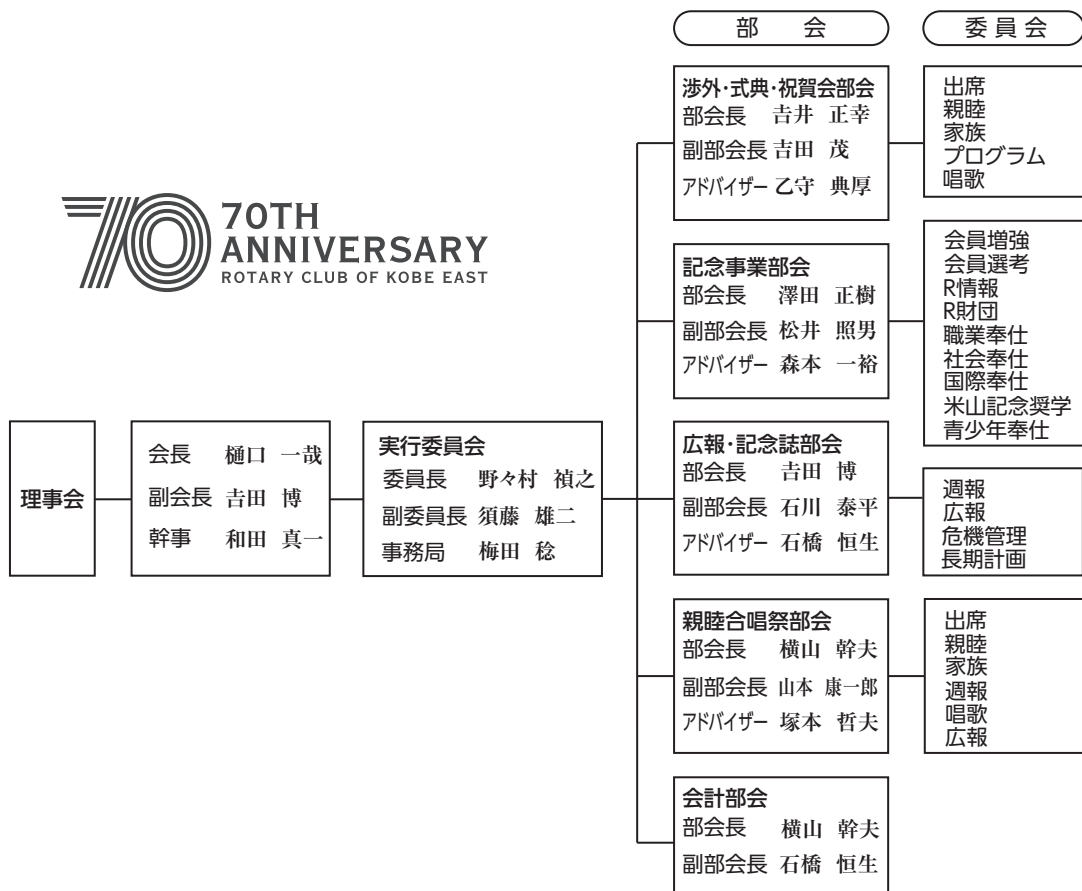 部会
委員会
70
70TH
ANNIVERSARY
ROTARY CLUB OF KOBE EAST
理事会
会長 樋口 一哉
副会長 𠮷田 博
幹事 和田 真一
実行委員会
委員長 野々村 禎之
副委員長 須藤 雄二
事務局 梅田 稔
渉外・式典・祝賀会部会
部会長 𠮷井 正幸
副部会長 𠮷田 茂
アドバイザー 乙守 典厚
出席
親睦
家族
プログラム
唱歌
記念事業部会
部会長 澤田 正樹
副部会長 松井 照男
アドバイザー 森本 一裕
会員増強
会員選考
R情報
R財団
職業奉仕
社会奉仕
国際奉仕
米山記念奨学
青少年奉仕
広報・記念誌部会
部会長 𠮷田 博
副部会長 石川 泰平
アドバイザー 石橋 恒生
週報
広報
危機管理
長期計画
親睦合唱祭部会
部会長 横山 幹夫
副部会長 山本 康一郎
アドバイザー 塚本 哲夫
出席
親睦
家族
週報
唱歌
広報
会計部会
部会長 横山 幹夫
副部会長 石橋 恒生